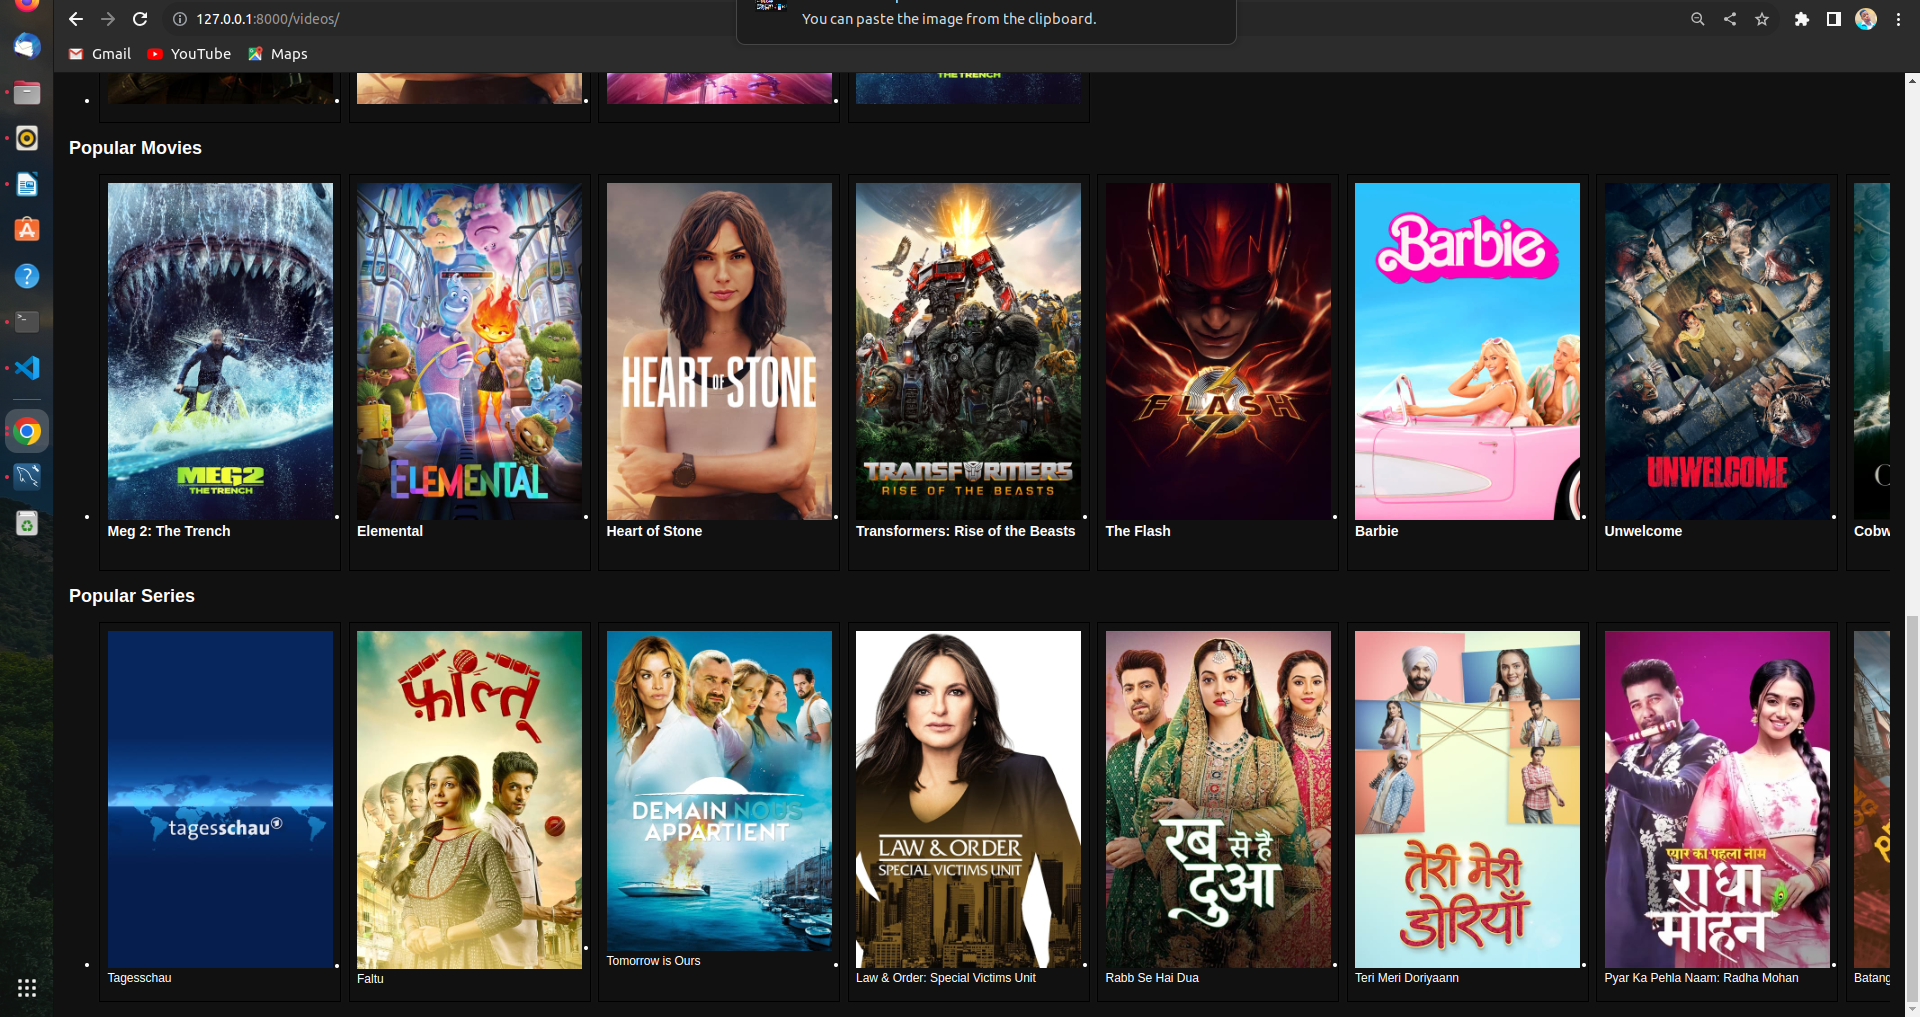 You can paste the image from the clipboard.
127.0.0.1:8000/videos/
Gmail
YouTube
Maps
THE TRENCH
Popular Movies
MEG2
THE TRENCH
ELEMENTAL
HEART OF STONE
TRANSFORMERS
RISE OF THE BEASTS
FLASH
Barbie
UNWELCOME
C
Meg 2: The Trench
Elemental
Heart of Stone
Transformers: Rise of the Beasts
The Flash
Barbie
Unwelcome
Cobw
Popular Series
tagesschau
फ़ालतू
DEMAIN NOUS
APPARTIENT
LAW & ORDER
SPECIAL VICTIMS UNIT
रब से है
दुआ
तेरी मेरी
डोरियाँ
प्यार का पहला नाम
राधा
मोहन
Tagesschau
Faltu
Tomorrow is Ours
Law & Order: Special Victims Unit
Rabb Se Hai Dua
Teri Meri Doriyaann
Pyar Ka Pehla Naam: Radha Mohan
Batang